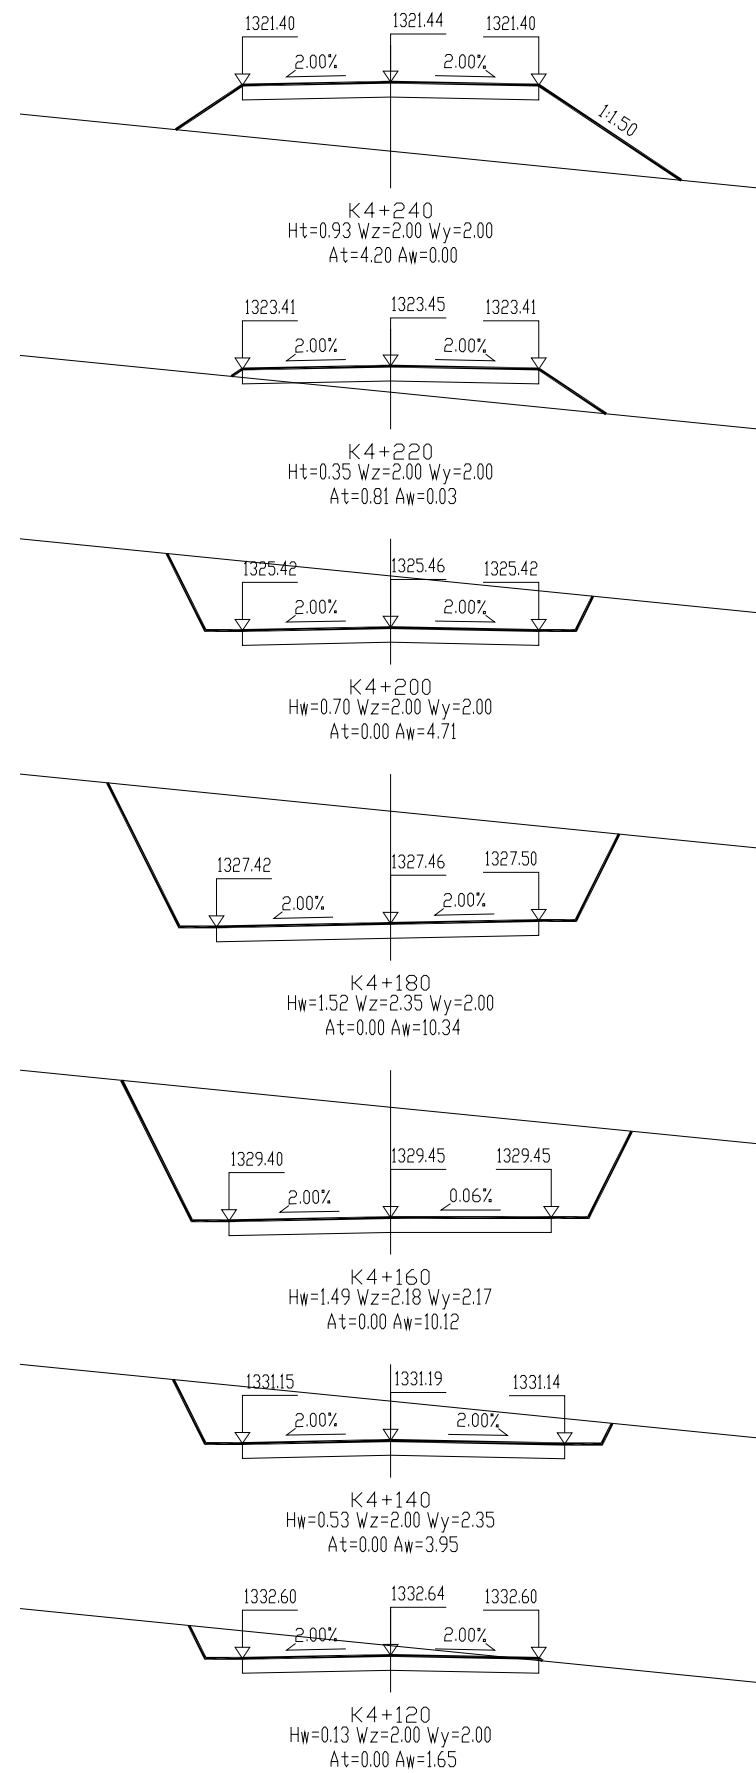 1321.40 1321.44 1321.40
2.00% 2.00%
1:1.50
K4+240
Ht=0.93 Wz=2.00 Wy=2.00
At=4.20 Aw=0.00
1323.41 1323.45 1323.41
2.00% 2.00%
K4+220
Ht=0.35 Wz=2.00 Wy=2.00
At=0.81 Aw=0.03
1325.42 1325.46 1325.42
2.00% 2.00%
K4+200
Hw=0.70 Wz=2.00 Wy=2.00
At=0.00 Aw=4.71
1327.42 1327.46 1327.50
2.00% 2.00%
K4+180
Hw=1.52 Wz=2.35 Wy=2.00
At=0.00 Aw=10.34
1329.40 1329.45 1329.45
2.00% 0.06%
K4+160
Hw=1.49 Wz=2.18 Wy=2.17
At=0.00 Aw=10.12
1331.15 1331.19 1331.14
2.00% 2.00%
K4+140
Hw=0.53 Wz=2.00 Wy=2.35
At=0.00 Aw=3.95
1332.60 1332.64 1332.60
2.00% 2.00%
K4+120
Hw=0.13 Wz=2.00 Wy=2.00
At=0.00 Aw=1.65